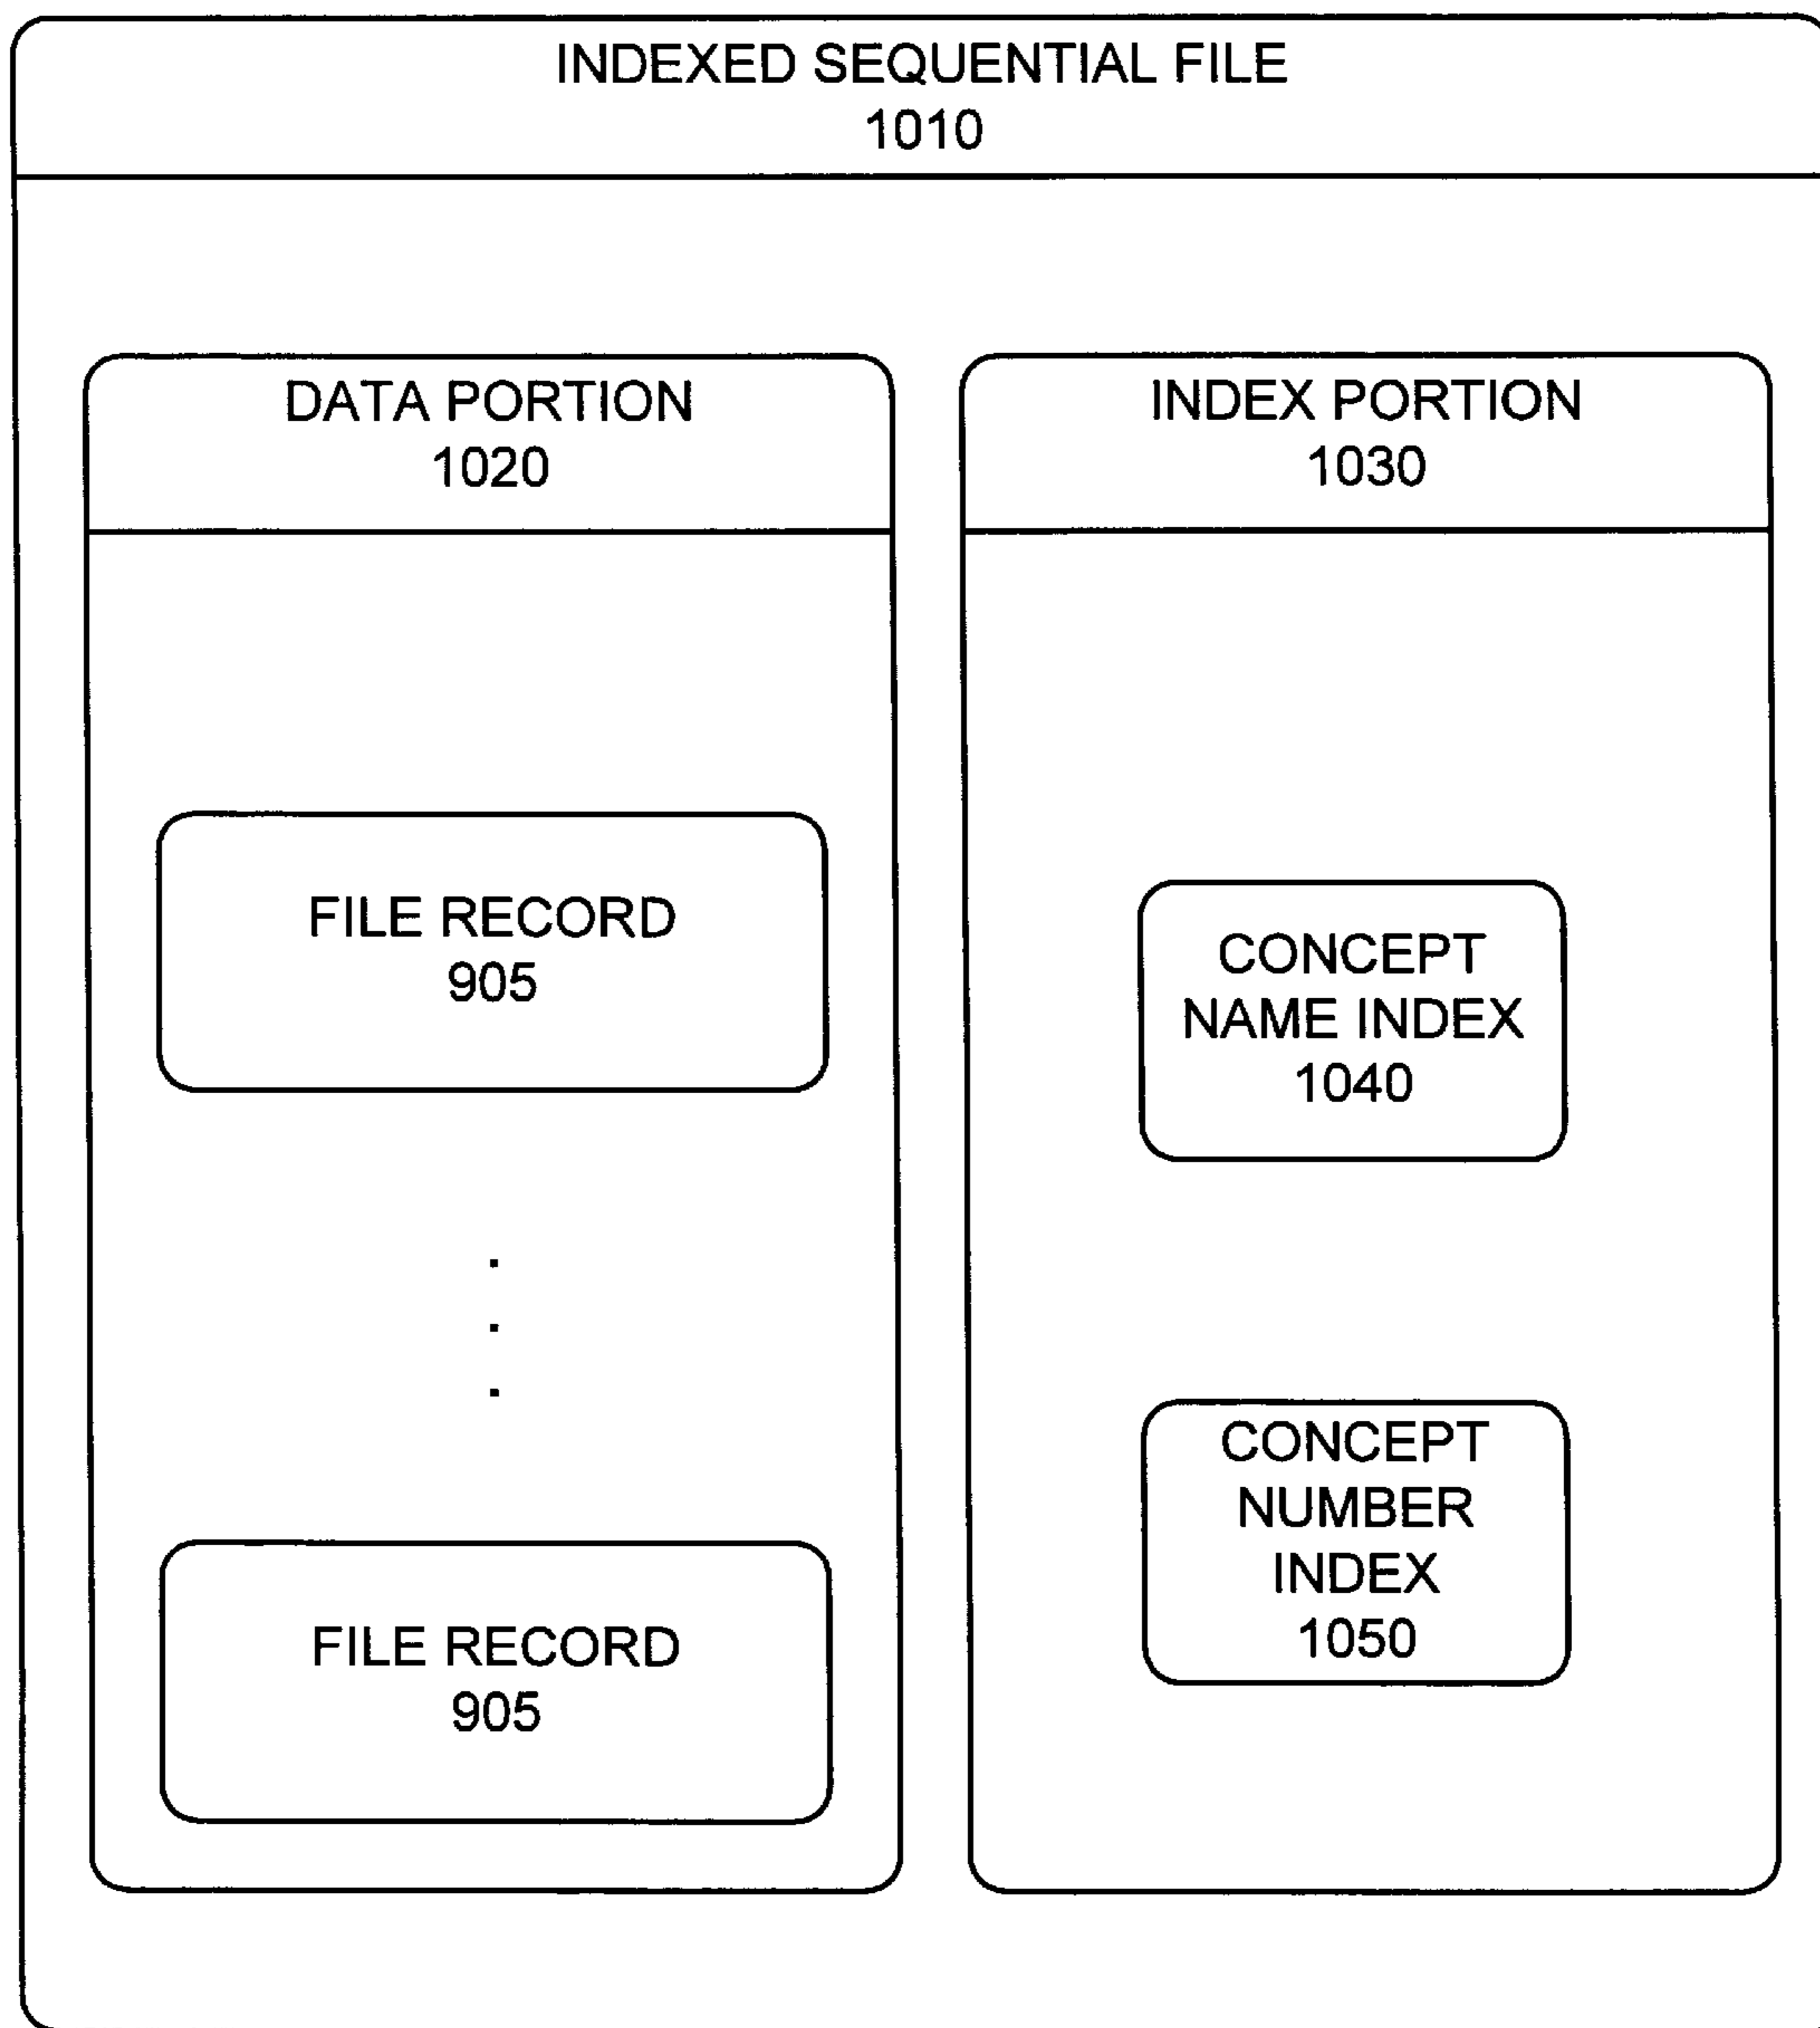 INDEXED SEQUENTIAL FILE
1010
DATA PORTION
1020
FILE RECORD
905
.
.
.
FILE RECORD
905
INDEX PORTION
1030
CONCEPT
NAME INDEX
1040
CONCEPT
NUMBER
INDEX
1050